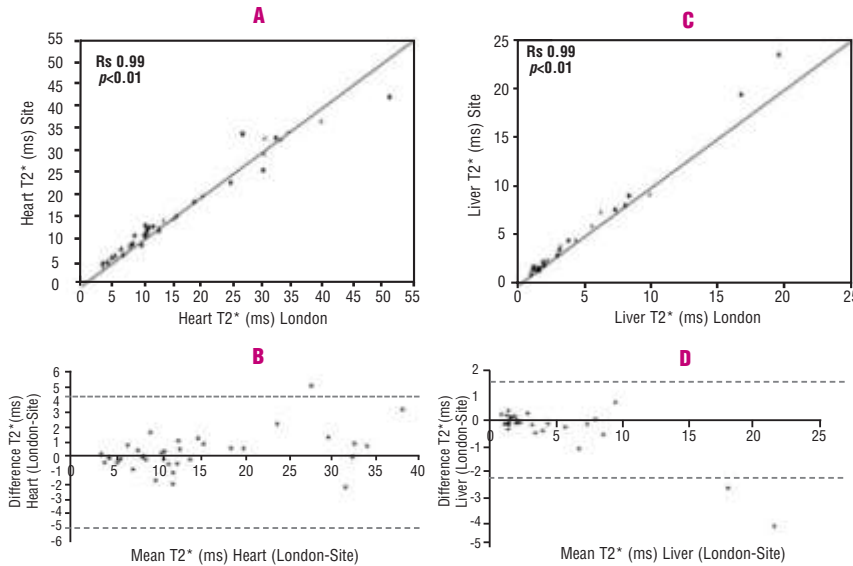 A
Rs 0.99
p<0.01
Heart T2* (ms) Site
55
50
45
40
35
30
25
20
15
10
5
0
0 5 10 15 20 25 30 35 40 45 50 55
Heart T2* (ms) London
C
Rs 0.99
p<0.01
Liver T2* (ms) Site
25
20
15
10
5
0
0 5 10 15 20 25
Liver T2* (ms) London
B
Difference T2*(ms)
Heart (London-Site)
6
5
4
3
2
1
0
-1
-2
-3
-4
-5
-6
0 5 10 15 20 25 30 35 40
Mean T2* (ms) Heart (London-Site)
D
Difference T2*(ms)
Liver (London-Site)
2
1
0
-1
-2
-3
-4
-5
0 5 10 15 20 25
Mean T2* (ms) Liver (London-Site)